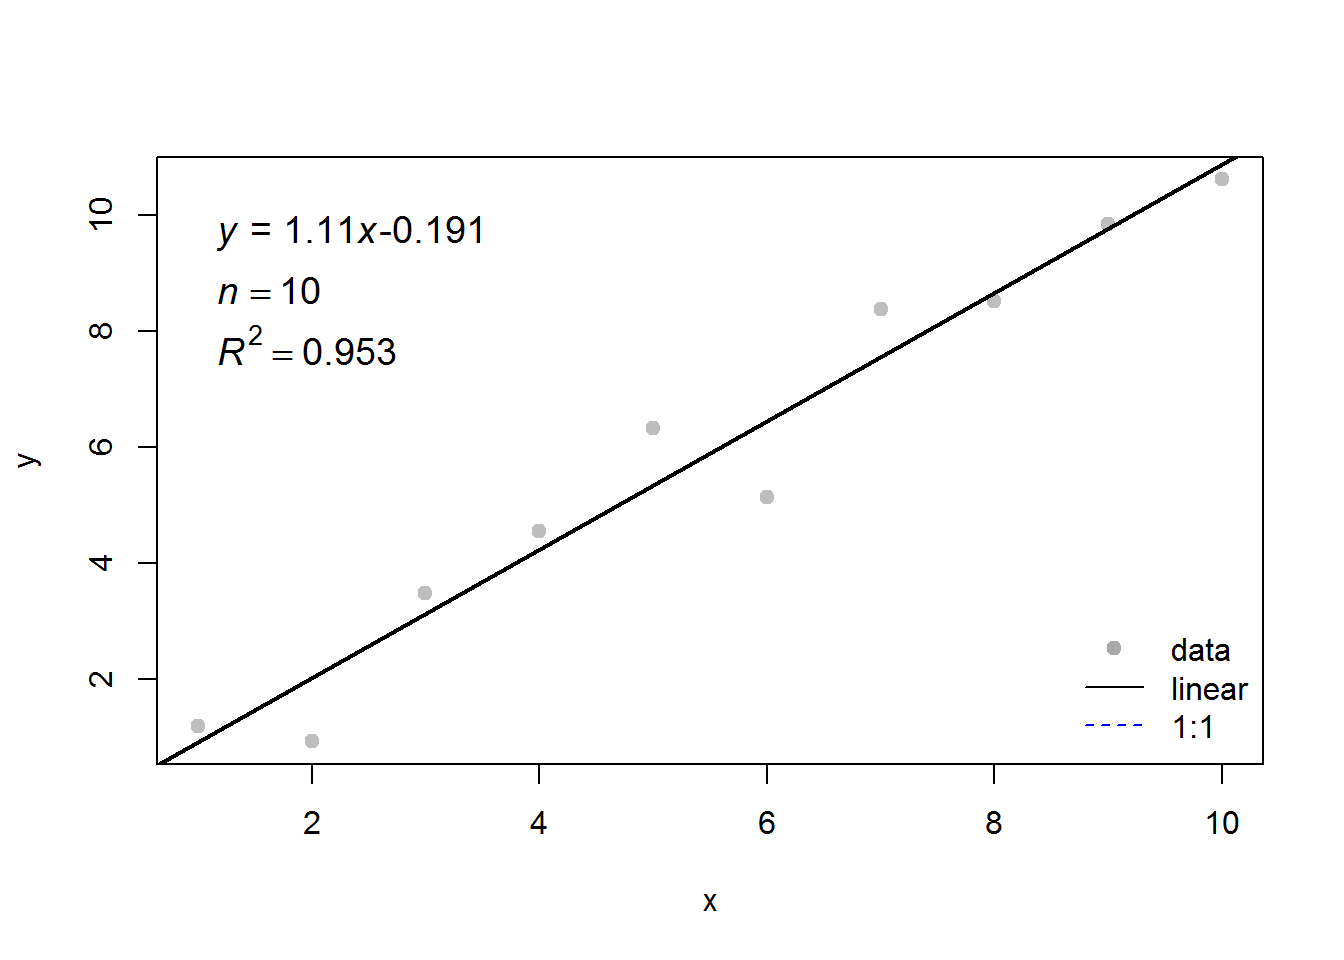 y = 1.11x-0.191
n = 10
R² = 0.953
10
8
6
4
2
y
data
linear
1:1
2 4 6 8 10
x